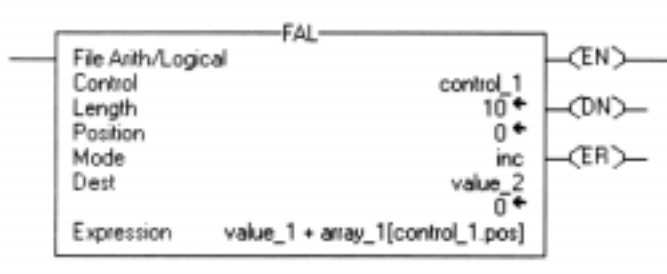 FAL
File Arith/Logical
(EN)
Control control_1
Length 10
(DN)
Position 0
Mode inc
(ER)
Dest value_2
0
Expression value_1 + array_1[control_1.pos]